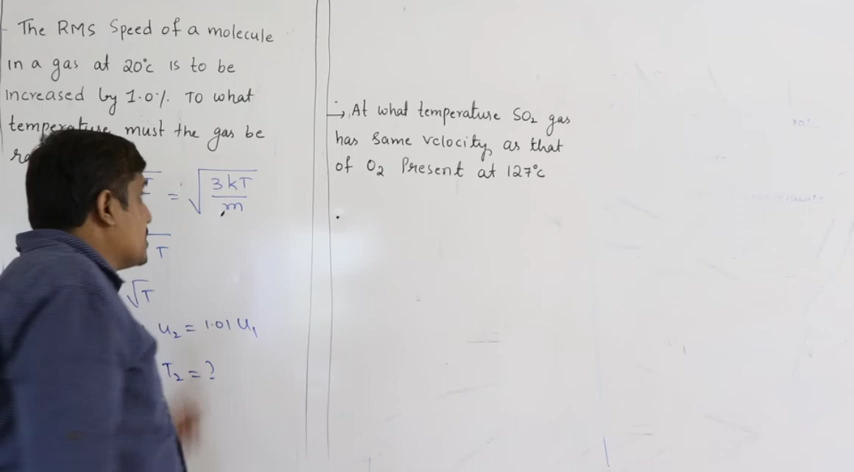 The RMS Speed of a molecule
in a gas at 20°c is to be
increased by 1.0%. To what
temperature must the gas be
= √(3kT/m)
T
√T
u₂ = 1.01 u₁
T₂ = ?
→ At what temperature SO₂ gas
has same velocity as that
of O₂ Present at 127°c